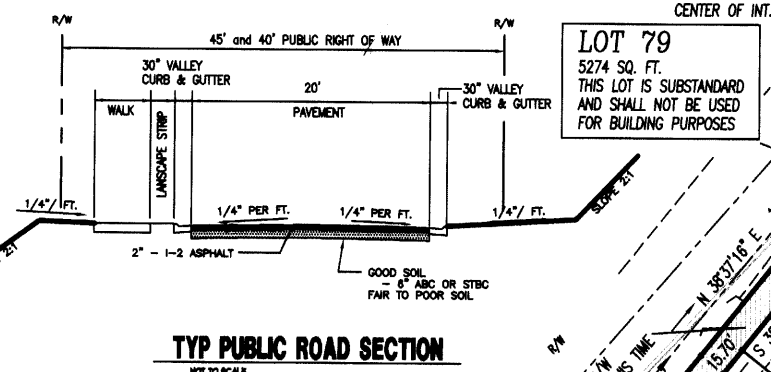 CENTER OF INT.
R/W
R/W
45' and 40' PUBLIC RIGHT OF WAY
LOT 79
5274 SQ. FT.
THIS LOT IS SUBSTANDARD
AND SHALL NOT BE USED
FOR BUILDING PURPOSES
30" VALLEY
CURB & GUTTER
20'
PAVEMENT
30" VALLEY
CURB & GUTTER
WALK
LANSCAPE STRIP
1/4"/ FT.
1/4" PER FT.
1/4" PER FT.
1/4"/ FT.
SLOPE 2:1
2:1
2" - I-2 ASPHALT
GOOD SOIL
- 6" ABC OR STBC
FAIR TO POOR SOIL
TYP PUBLIC ROAD SECTION
NOT TO SCALE
R/W
/W
IS TIME
N 38°37'16" E
15.70'